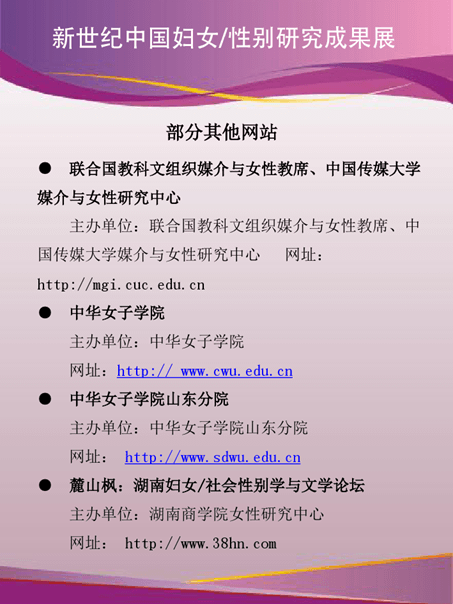 新世纪中国妇女/性别研究成果展
部分其他网站
● 联合国教科文组织媒介与女性教席、中国传媒大学
媒介与女性研究中心
主办单位：联合国教科文组织媒介与女性教席、中
国传媒大学媒介与女性研究中心 网址：
http://mgi.cuc.edu.cn
● 中华女子学院
主办单位：中华女子学院
网址：http:// www.cwu.edu.cn
● 中华女子学院山东分院
主办单位：中华女子学院山东分院
网址： http://www.sdwu.edu.cn
● 麓山枫：湖南妇女/社会性别学与文学论坛
主办单位：湖南商学院女性研究中心
网址： http://www.38hn.com